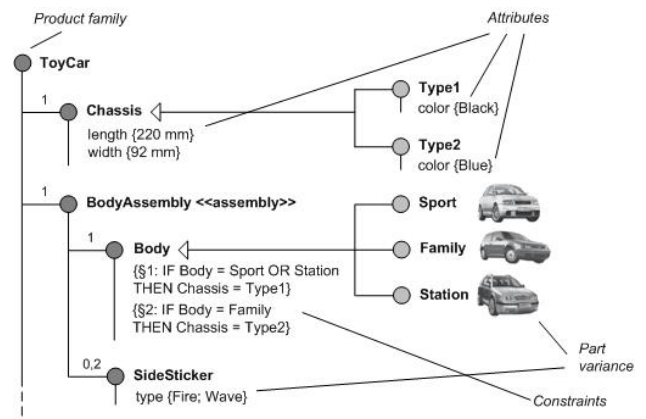 Product family
Attributes
ToyCar
1
Chassis
length {220 mm}
width {92 mm}
Type1
color {Black}
Type2
color {Blue}
1
BodyAssembly <<assembly>>
Sport
1
Body
Family
{§1: IF Body = Sport OR Station
THEN Chassis = Type1}
{§2: IF Body = Family
THEN Chassis = Type2}
Station
Part
variance
0,2
SideSticker
type {Fire; Wave}
Constraints